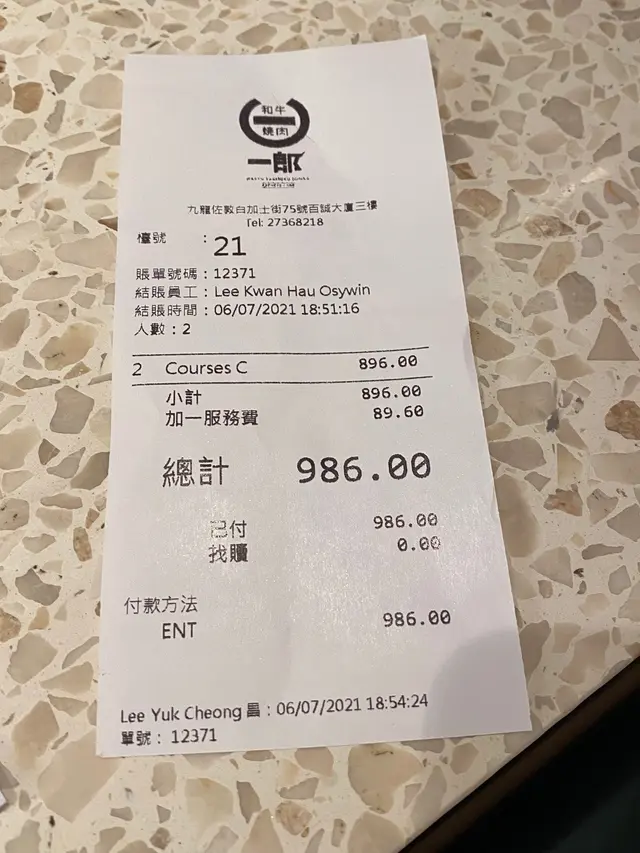 和牛
燒肉
一郎
九龍佐敦白加士街75號百誠大廈三樓
Tel: 27368218
檯號 : 21
賬單號碼 : 12371
結賬員工 : Lee Kwan Hau Osywin
結賬時間 : 06/07/2021 18:51:16
人數 : 2
2 Courses C 896.00
小計 896.00
加一服務費 89.60
總計 986.00
已付 986.00
找贖 0.00
付款方法
ENT 986.00
Lee Yuk Cheong 昌 : 06/07/2021 18:54:24
單號 : 12371